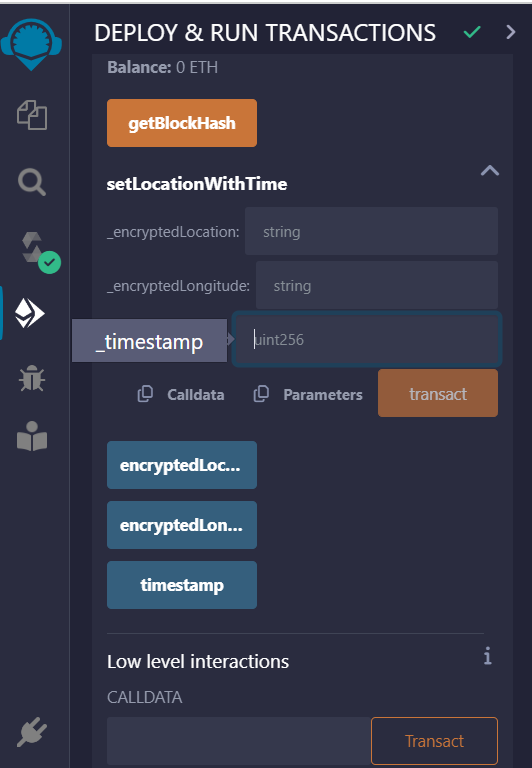 DEPLOY & RUN TRANSACTIONS
Balance: 0 ETH
getBlockHash
setLocationWithTime
_encryptedLocation: string
_encryptedLongitude: string
_timestamp uint256
Calldata Parameters transact
encryptedLoc...
encryptedLon...
timestamp
Low level interactions i
CALLDATA
Transact